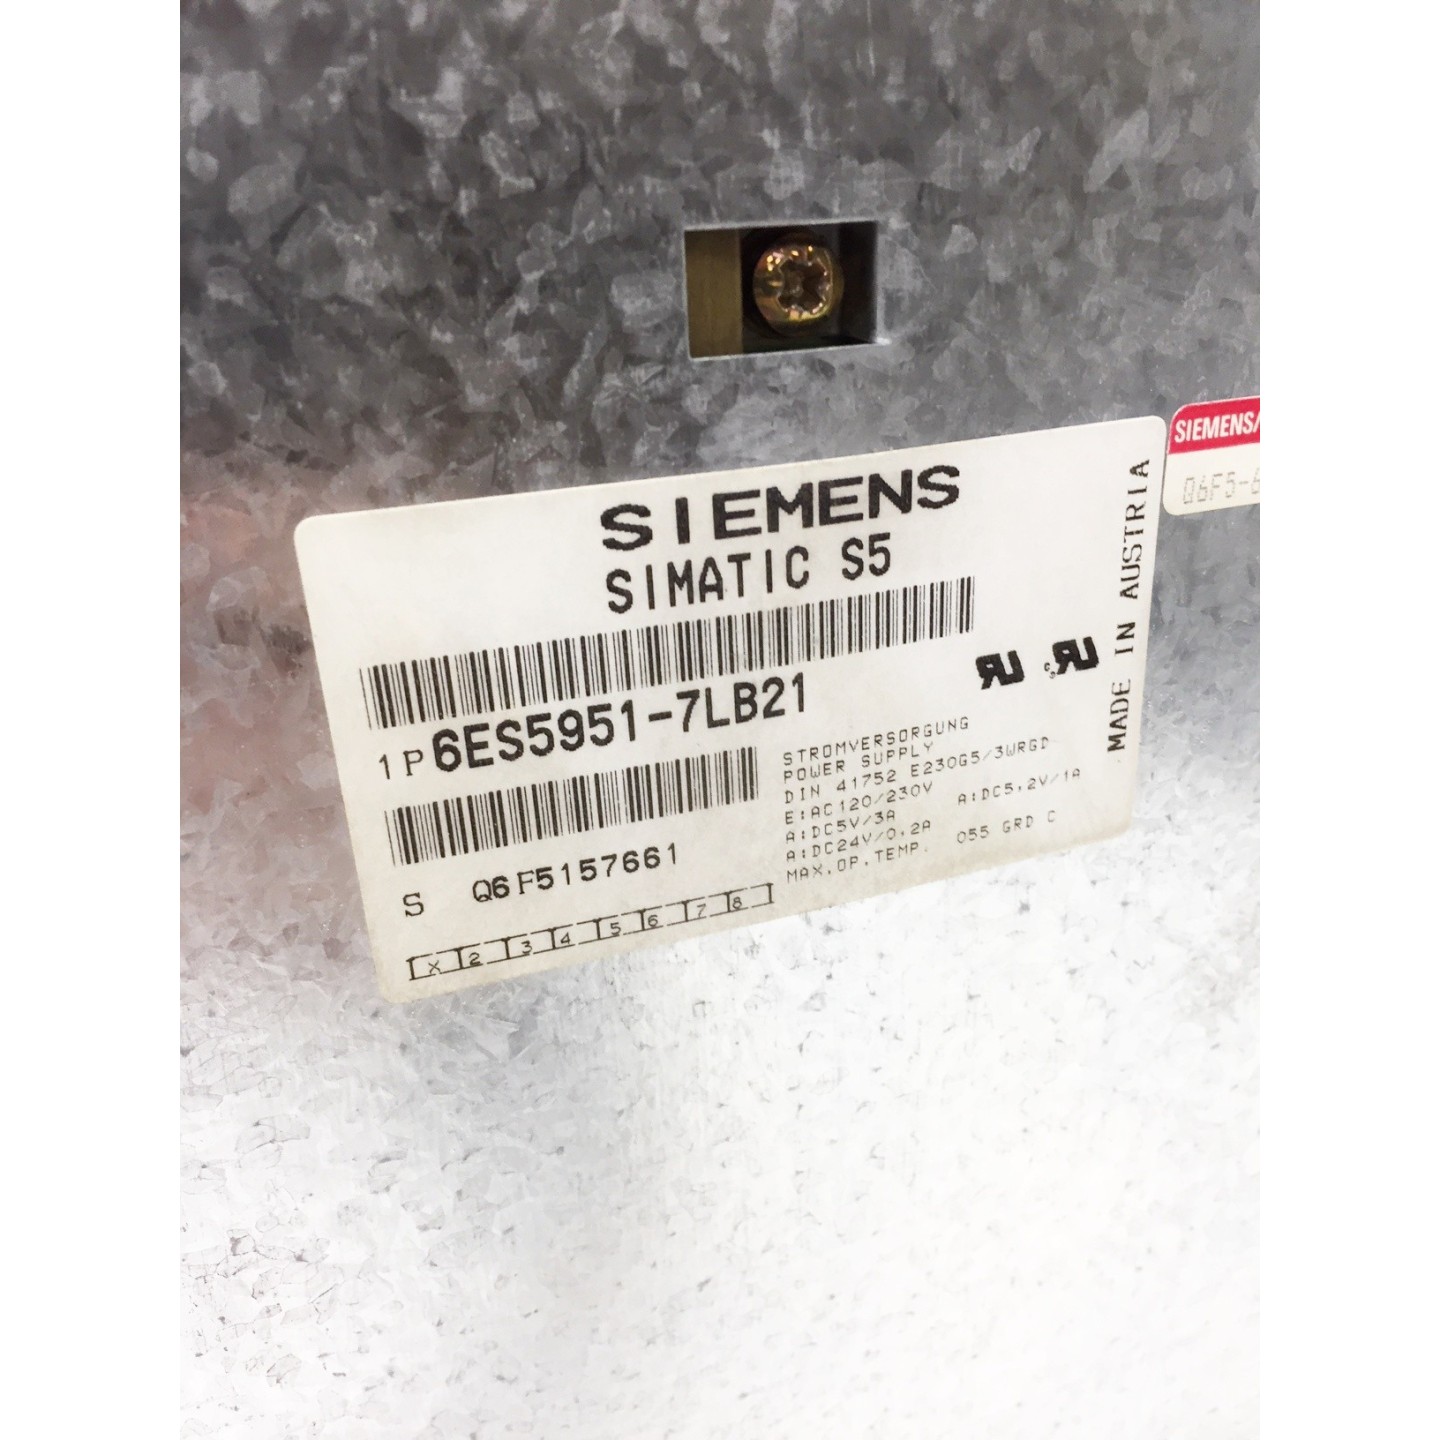 SIEMENS
SIMATIC S5
1P 6ES5951-7LB21
S Q6F5157661
X 2 3 4 5 6 7 8
STROMVERSORGUNG
POWER SUPPLY
DIN 41752 E230G5/3WRGD
E:AC120/230V
A:DC5V/3A A:DC5,2V/1A
A:DC24V/0,2A
MAX.OP.TEMP. 055 GRD C
MADE IN AUSTRIA
SIEMENS/
Q6F5-6